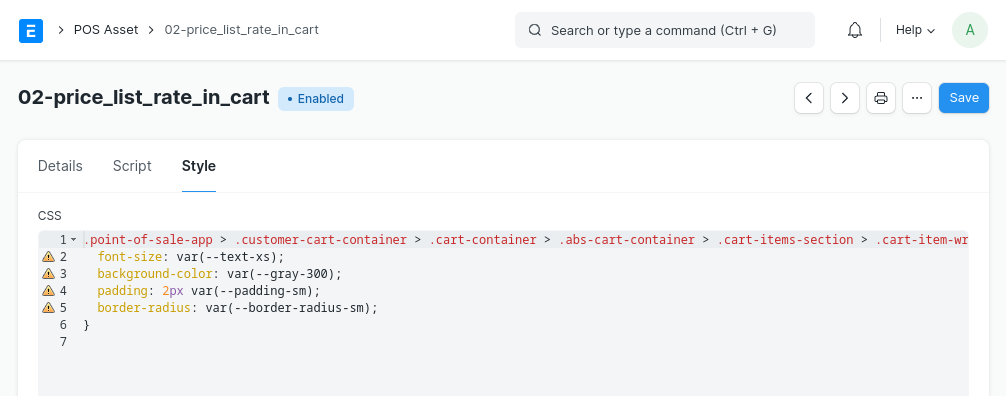 E
POS Asset
02-price_list_rate_in_cart
Search or type a command (Ctrl + G)
Help
A
02-price_list_rate_in_cart
Enabled
Save
Details Script Style
CSS
1 .point-of-sale-app > .customer-cart-container > .cart-container > .abs-cart-container > .cart-items-section > .cart-item-wr
2 font-size: var(--text-xs);
3 background-color: var(--gray-300);
4 padding: 2px var(--padding-sm);
5 border-radius: var(--border-radius-sm);
6 }
7